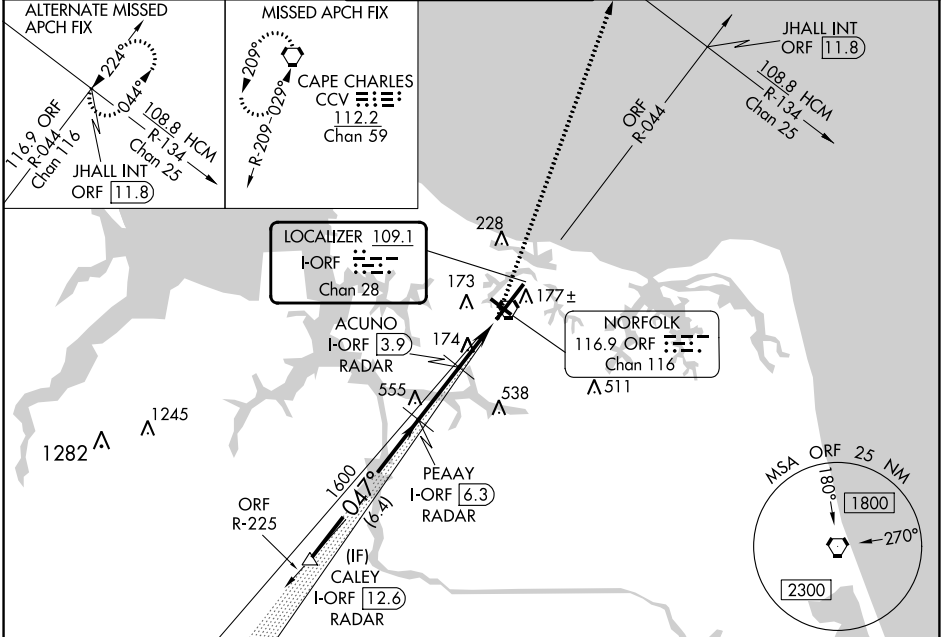 ALTERNATE MISSED
APCH FIX
224°
044°
116.9 ORF
R-044
Chan 116
108.8 HCM
R-134
Chan 25
JHALL INT
ORF 11.8
MISSED APCH FIX
209°
CAPE CHARLES
CCV
112.2
Chan 59
R-209
029°
JHALL INT
ORF 11.8
108.8 HCM
R-134
Chan 25
ORF
R-044
LOCALIZER 109.1
I-ORF
Chan 28
228
173
177±
ACUNO
I-ORF 3.9
RADAR
174
NORFOLK
116.9 ORF
Chan 116
555
538
511
1245
1282
PEAAY
I-ORF 6.3
RADAR
1600
047°
(6.4)
ORF
R-225
(IF)
CALEY
I-ORF 12.6
RADAR
MSA ORF 25 NM
180°
1800
270°
2300